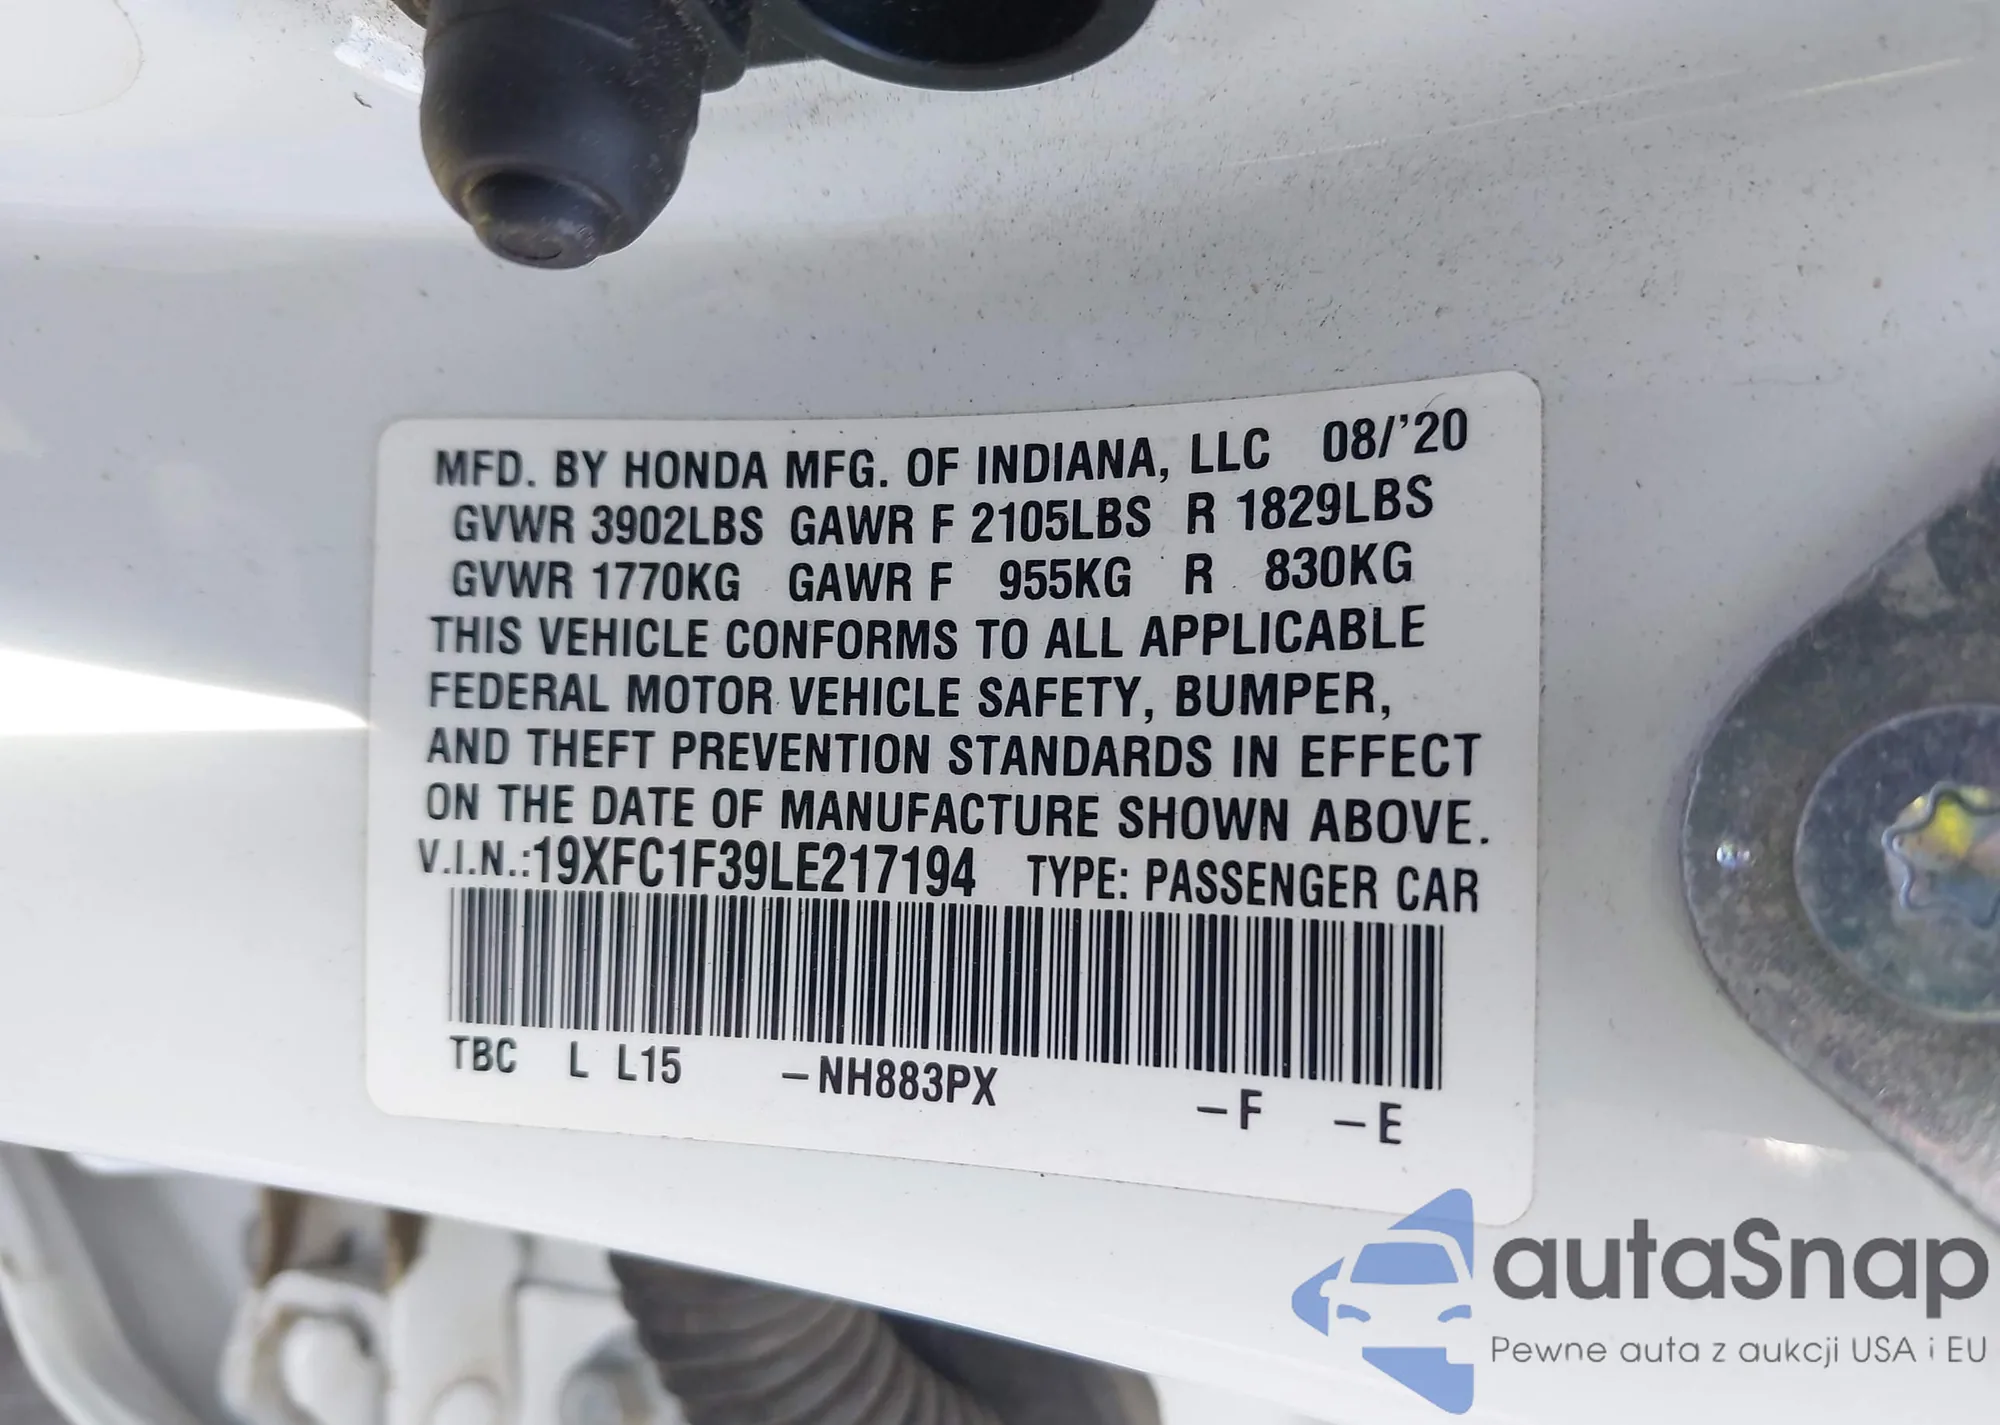 MFD. BY HONDA MFG. OF INDIANA, LLC 08/'20
GVWR 3902LBS GAWR F 2105LBS R 1829LBS
GVWR 1770KG GAWR F 955KG R 830KG
THIS VEHICLE CONFORMS TO ALL APPLICABLE
FEDERAL MOTOR VEHICLE SAFETY, BUMPER,
AND THEFT PREVENTION STANDARDS IN EFFECT
ON THE DATE OF MANUFACTURE SHOWN ABOVE.
V.I.N.:19XFC1F39LE217194 TYPE: PASSENGER CAR
TBC L L15 –NH883PX –F –E
autaSnap
Pewne auta z aukcji USA i EU